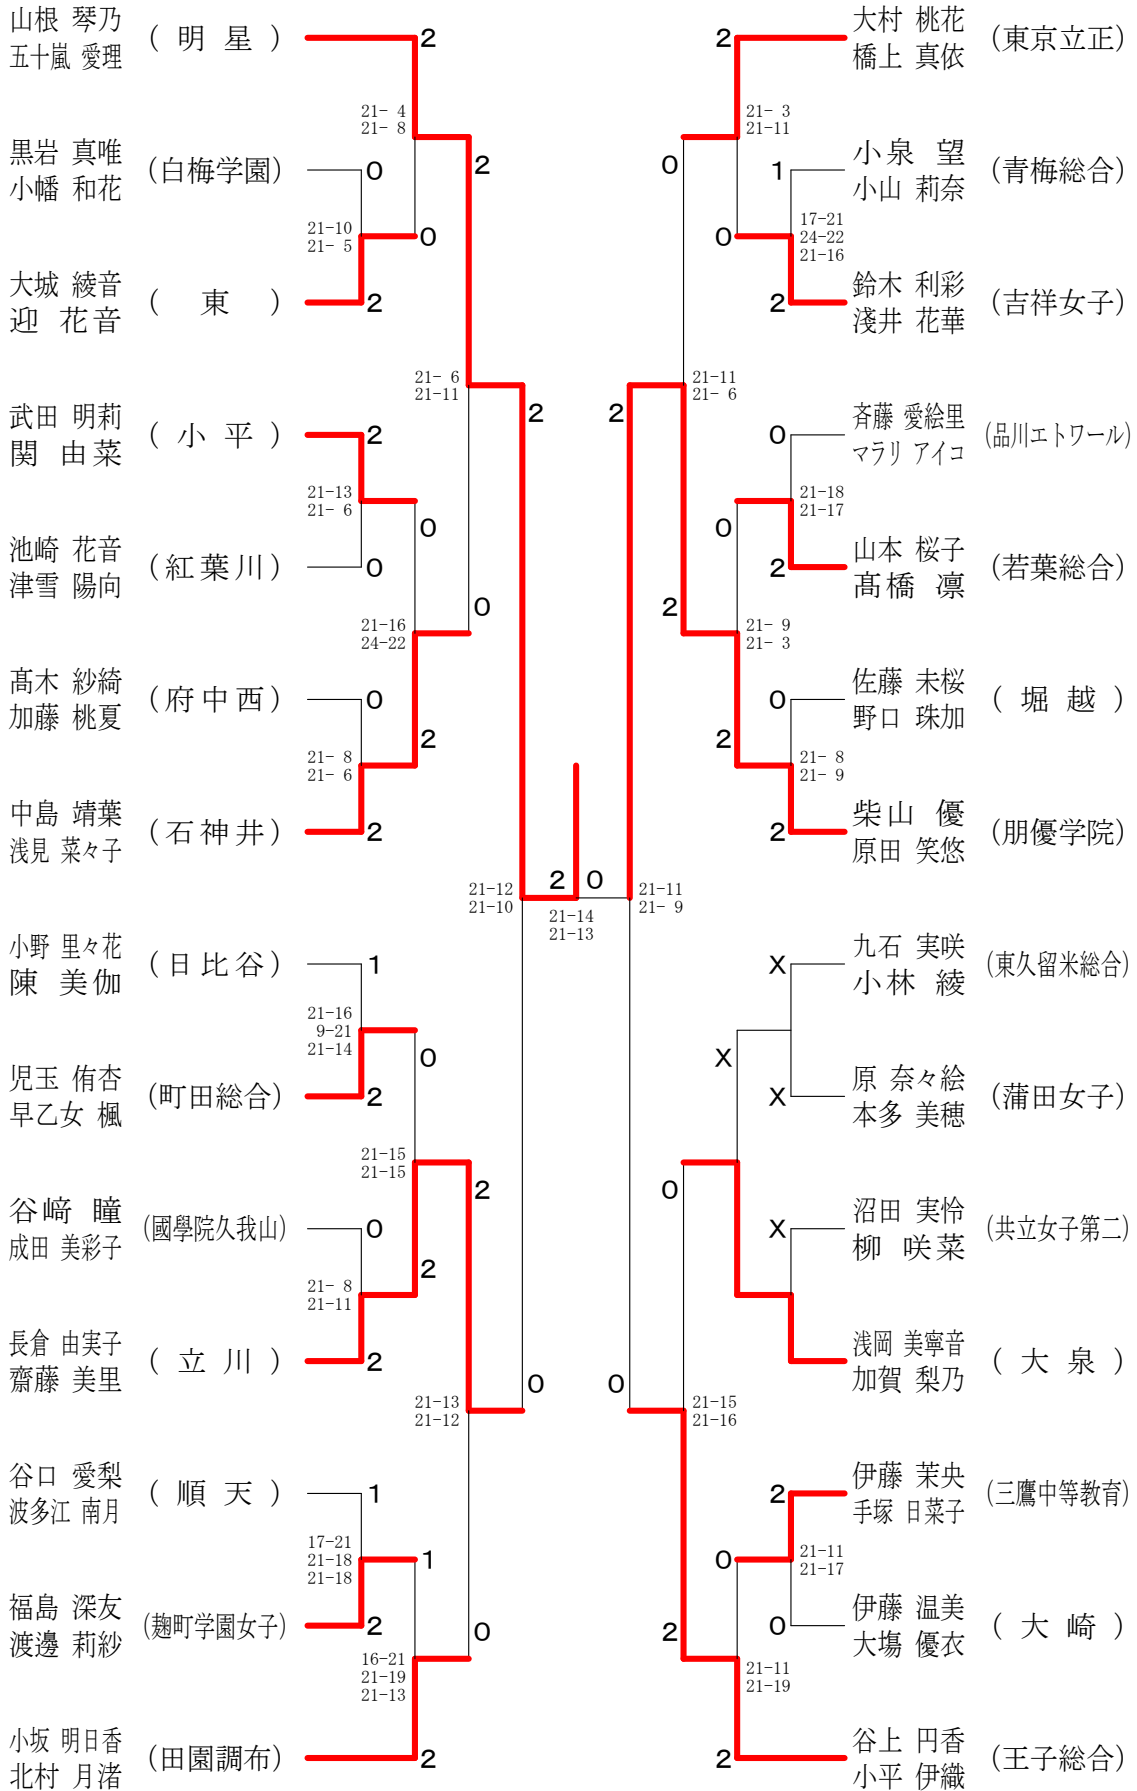 山根 琴乃
五十嵐 愛理
( 明 星 )
2
21- 4
21- 8
黒岩 真唯
小幡 和花
(白梅学園)
0
2
21-10
21- 5
0
大城 綾音
迎 花音
( 東 )
2
21- 6
21-11
2
武田 明莉
関 由菜
( 小 平 )
2
21-13
21- 6
0
池崎 花音
津雪 陽向
(紅葉川)
0
0
21-16
24-22
髙木 紗綺
加藤 桃夏
(府中西)
0
2
21- 8
21- 6
中島 靖葉
浅見 菜々子
(石神井)
2
21-12
21-10
小野 里々花
陳 美伽
(日比谷)
1
21-16
9-21
21-14
0
児玉 侑杏
早乙女 楓
(町田総合)
2
21-15
21-15
2
谷﨑 瞳
成田 美彩子
(國學院久我山)
0
2
21- 8
21-11
長倉 由実子
齋藤 美里
( 立 川 )
2
0
21-13
21-12
谷口 愛梨
波多江 南月
( 順 天 )
1
17-21
21-18
21-18
1
福島 深友
渡邊 莉紗
(麹町学園女子)
2
0
16-21
21-19
21-13
小坂 明日香
北村 月渚
(田園調布)
2
2 0
21-14
21-13
2
大村 桃花
橋上 真依
(東京立正)
21- 3
21-11
0
1
小泉 望
小山 莉奈
(青梅総合)
17-21
24-22
21-16
0
2
鈴木 利彩
淺井 花華
(吉祥女子)
21-11
21- 6
2
0
斉藤 愛絵里
マラリ アイコ
(品川エトワール)
21-18
21-17
0
2
山本 桜子
髙橋 凛
(若葉総合)
2
21- 9
21- 3
0
佐藤 未桜
野口 珠加
( 堀 越 )
2
21- 8
21- 9
2
柴山 優
原田 笑悠
(朋優学院)
21-11
21- 9
X
九石 実咲
小林 綾
(東久留米総合)
X
X
原 奈々絵
本多 美穂
(蒲田女子)
0
X
沼田 実怜
柳 咲菜
(共立女子第二)
浅岡 美寧音
加賀 梨乃
( 大 泉 )
0
21-15
21-16
2
伊藤 茉央
手塚 日菜子
(三鷹中等教育)
0
21-11
21-17
0
伊藤 温美
大塲 優衣
( 大 崎 )
2
21-11
21-19
2
谷上 円香
小平 伊織
(王子総合)